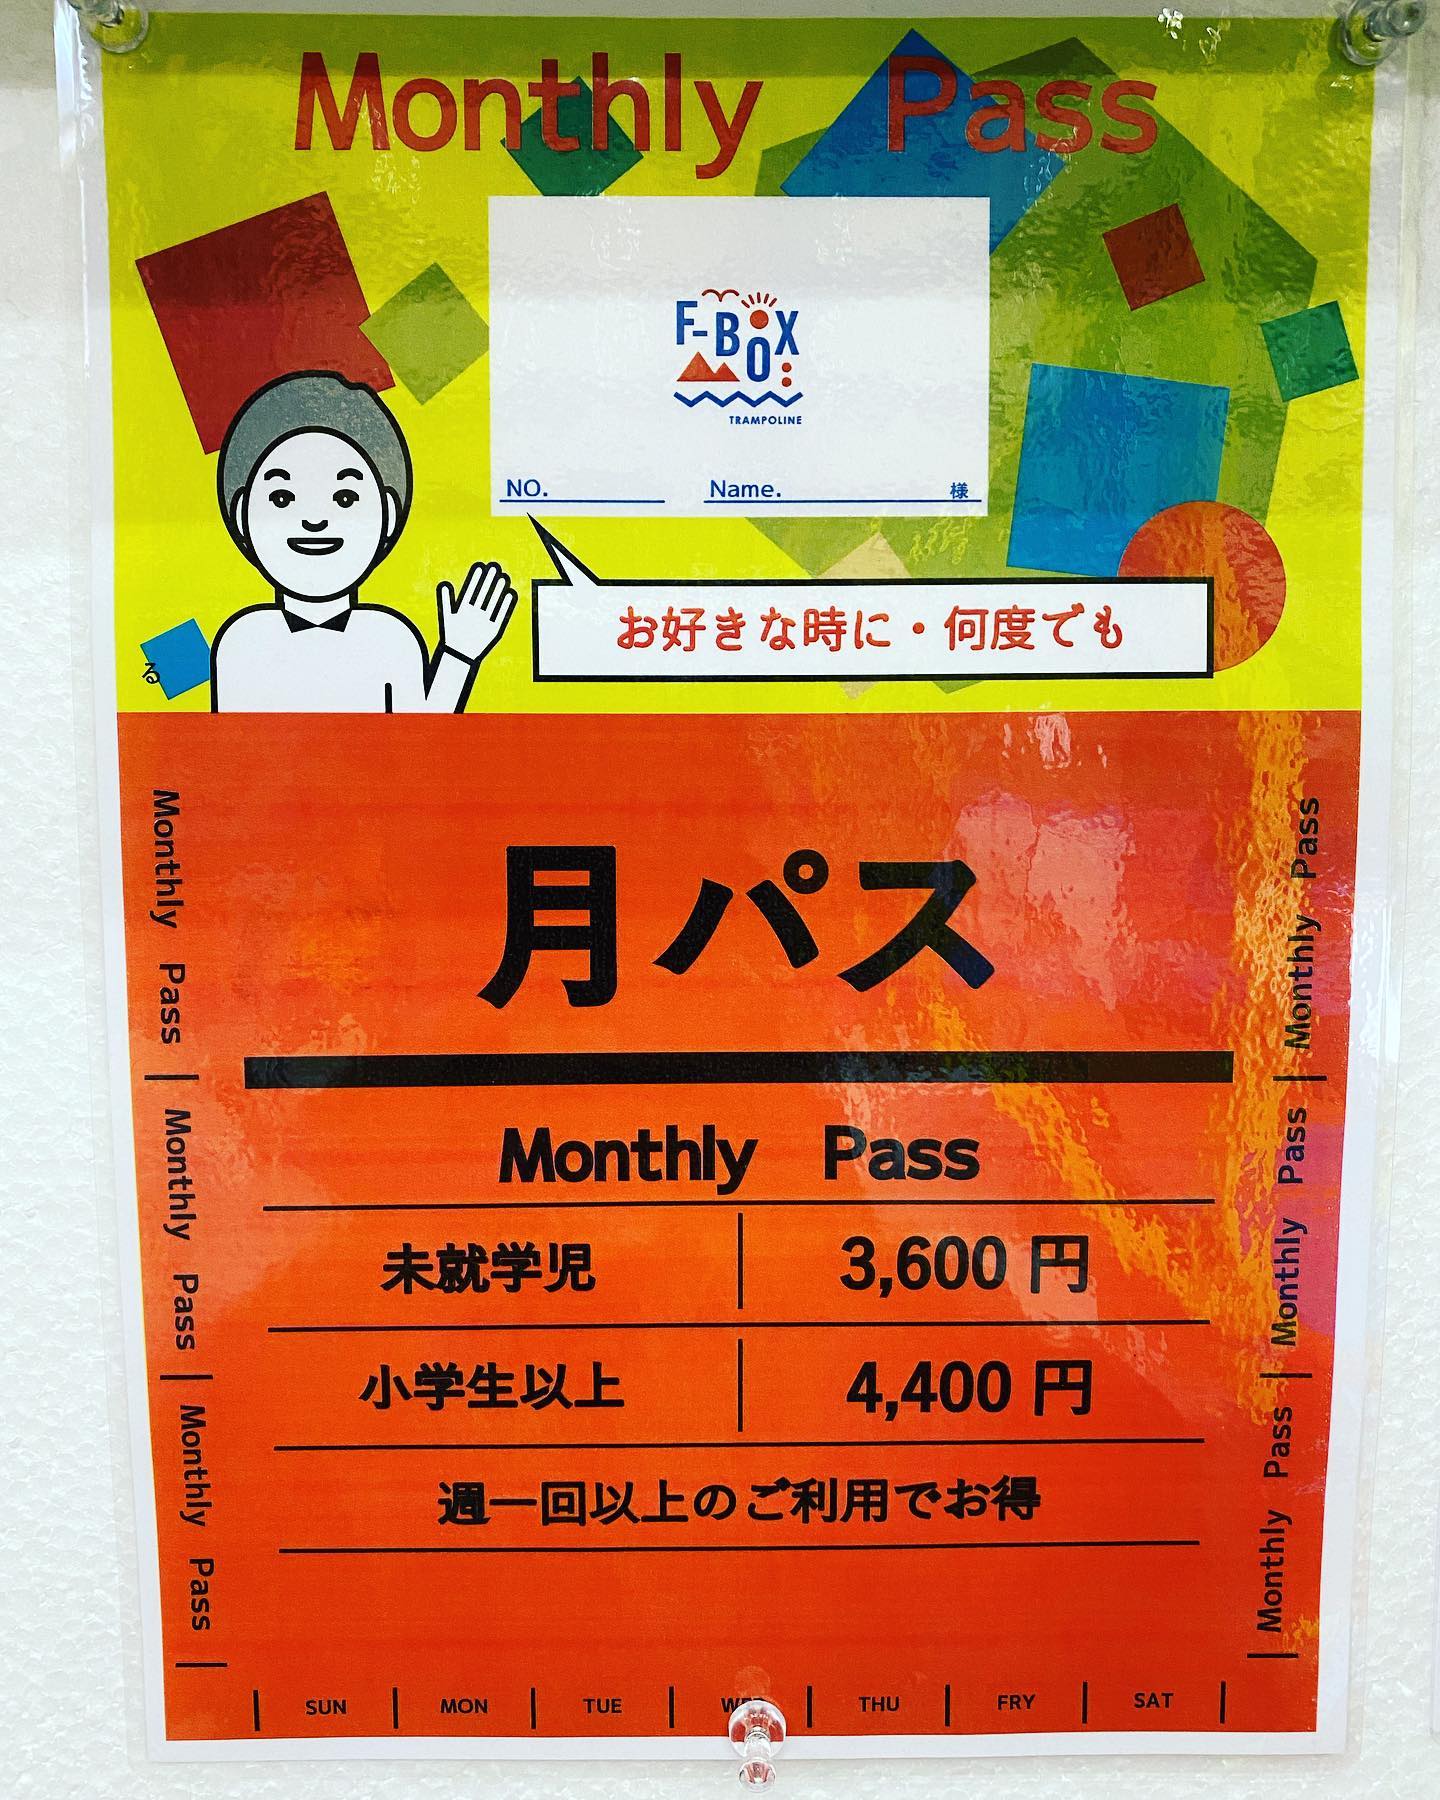 Monthly Pass
F-BOX
TRAMPOLINE
NO.
Name. 様
お好きな時に・何度でも
る
月パス
Monthly Pass
未就学児 3,600 円
小学生以上 4,400 円
週一回以上のご利用でお得
Monthly Pass | Monthly Pass | Monthly Pass |
Monthly Pass | Monthly Pass | Monthly Pass |
| SUN | MON | TUE | WED | THU | FRY | SAT |